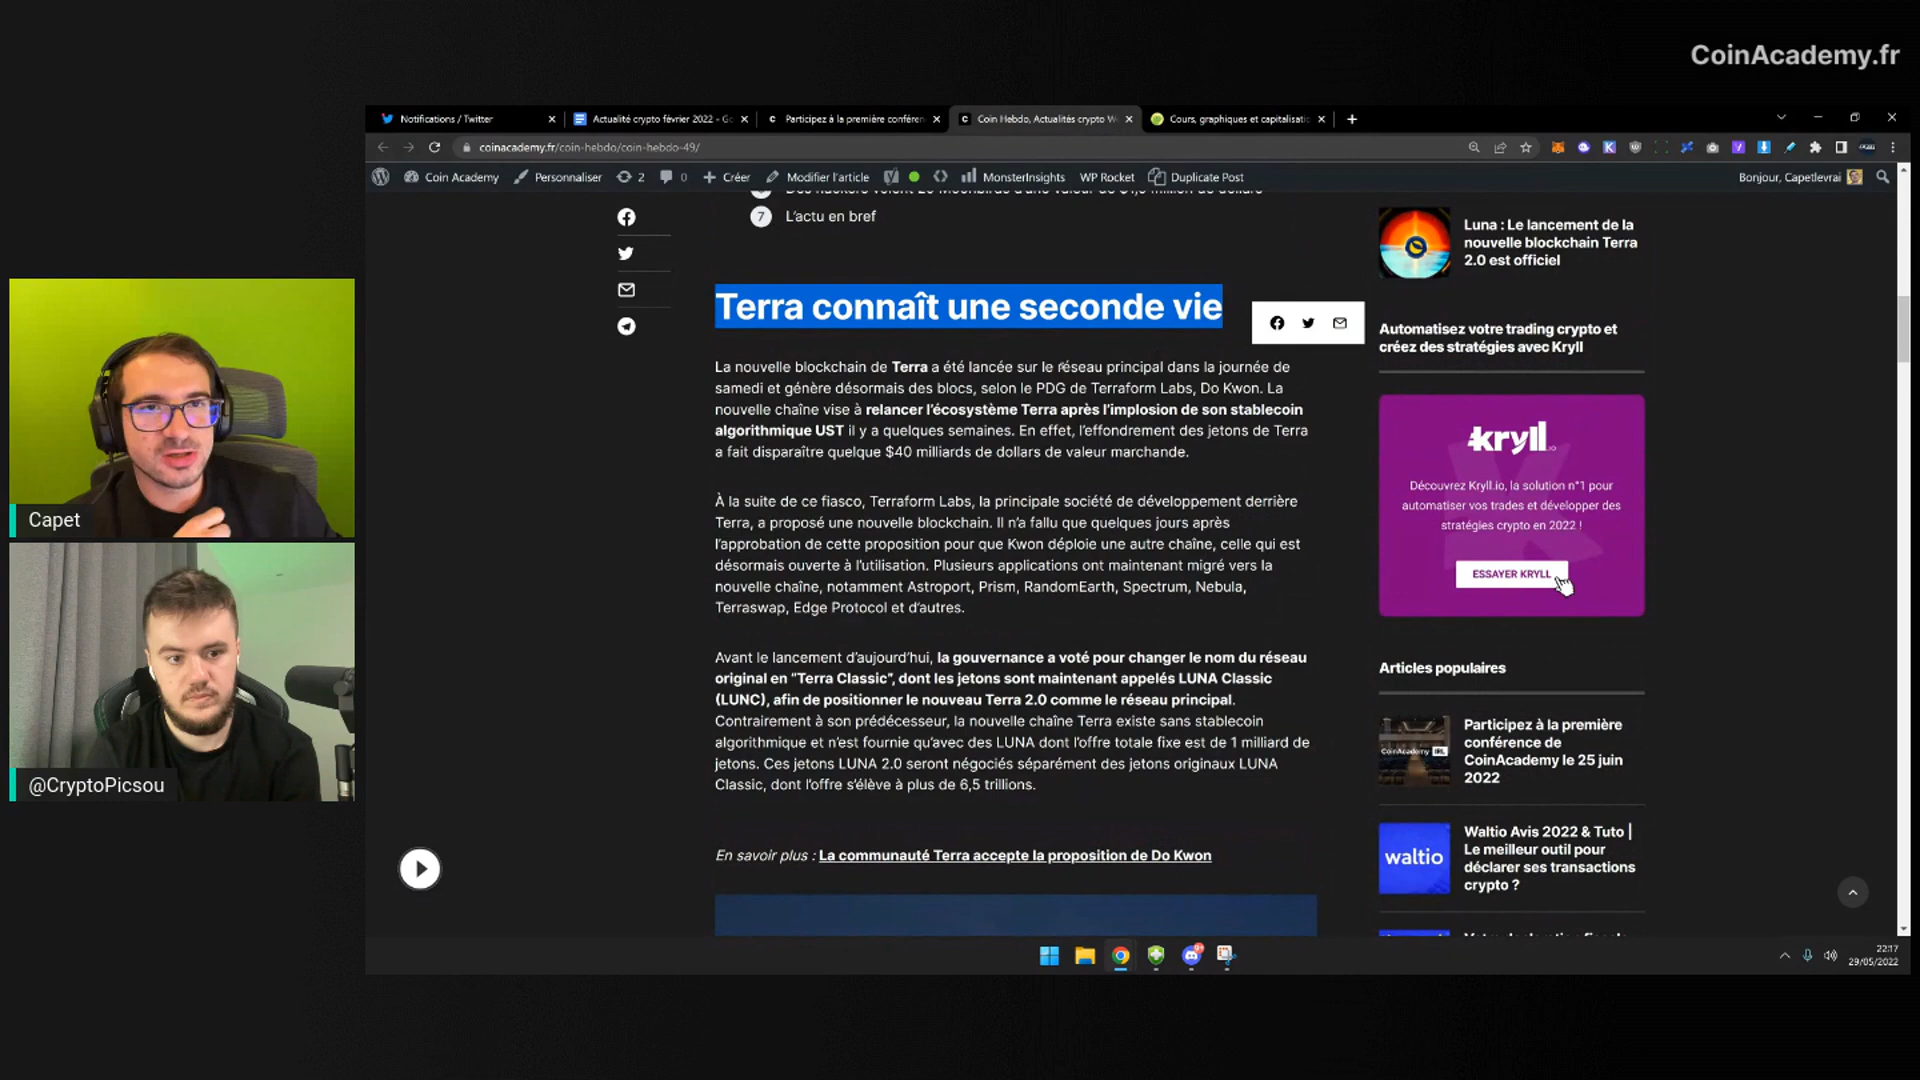 CoinAcademy.fr
Notifications / Twitter
Actualité crypto février 2022 - Go
Participez à la première conféren
Coin Hebdo, Actualités crypto W
Cours, graphiques et capitalisatio
coinacademy.fr/coin-hebdo/coin-hebdo-49/
Coin Academy
Personnaliser
2
0
Créer
Modifier l'article
MonsterInsights
WP Rocket
Duplicate Post
Bonjour, Capetlevrai
7
L'actu en bref
Terra connaît une seconde vie
La nouvelle blockchain de Terra a été lancée sur le réseau principal dans la journée de
samedi et génère désormais des blocs, selon le PDG de Terraform Labs, Do Kwon. La
nouvelle chaîne vise à relancer l'écosystème Terra après l'implosion de son stablecoin
algorithmique UST il y a quelques semaines. En effet, l'effondrement des jetons de Terra
a fait disparaître quelque $40 milliards de dollars de valeur marchande.
À la suite de ce fiasco, Terraform Labs, la principale société de développement derrière
Terra, a proposé une nouvelle blockchain. Il n'a fallu que quelques jours après
l'approbation de cette proposition pour que Kwon déploie une autre chaîne, celle qui est
désormais ouverte à l'utilisation. Plusieurs applications ont maintenant migré vers la
nouvelle chaîne, notamment Astroport, Prism, RandomEarth, Spectrum, Nebula,
Terraswap, Edge Protocol et d'autres.
Avant le lancement d'aujourd'hui, la gouvernance a voté pour changer le nom du réseau
original en "Terra Classic", dont les jetons sont maintenant appelés LUNA Classic
(LUNC), afin de positionner le nouveau Terra 2.0 comme le réseau principal.
Contrairement à son prédécesseur, la nouvelle chaîne Terra existe sans stablecoin
algorithmique et n'est fournie qu'avec des LUNA dont l'offre totale fixe est de 1 milliard de
jetons. Ces jetons LUNA 2.0 seront négociés séparément des jetons originaux LUNA
Classic, dont l'offre s'élève à plus de 6,5 trillions.
En savoir plus : La communauté Terra accepte la proposition de Do Kwon
Luna : Le lancement de la
nouvelle blockchain Terra
2.0 est officiel
Automatisez votre trading crypto et
créez des stratégies avec Kryll
kryll.io
Découvrez Kryll.io, la solution n°1 pour
automatiser vos trades et développer des
stratégies crypto en 2022 !
ESSAYER KRYLL
Articles populaires
CoinAcademy IRL
Participez à la première
conférence de
CoinAcademy le 25 juin
2022
waltio
Waltio Avis 2022 & Tuto |
Le meilleur outil pour
déclarer ses transactions
crypto ?
Capet
@CryptoPicsou
22:17
29/05/2022